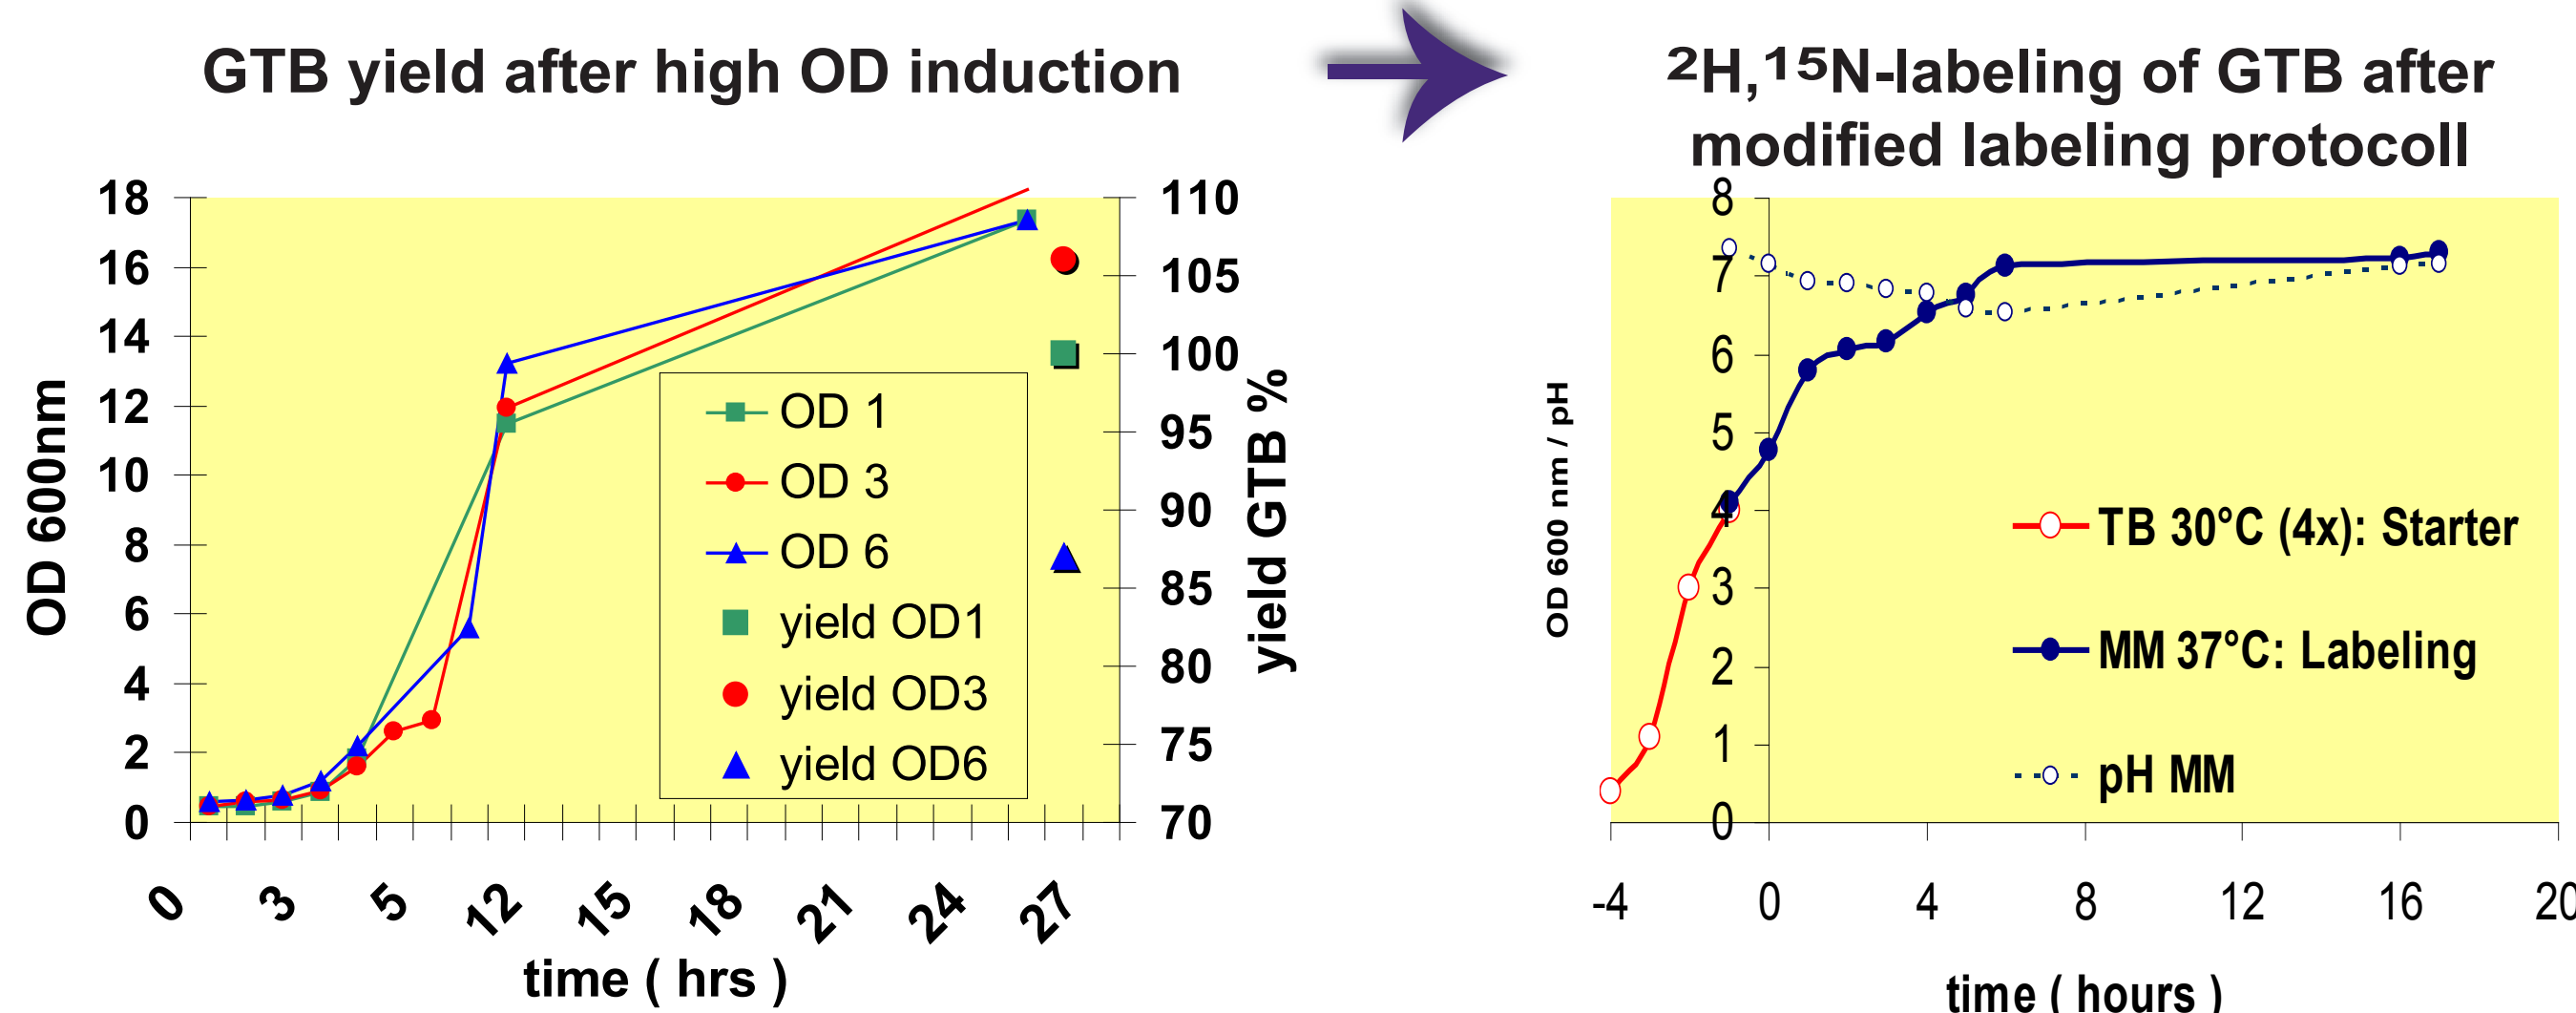 GTB yield after high OD induction
18
16
14
12
10
8
6
4
2
0
OD 600nm
110
105
100
95
90
85
80
75
70
yield GTB %
OD 1
OD 3
OD 6
yield OD1
yield OD3
yield OD6
0 3 5 12 15 18 21 24 27
time ( hrs )
²H,¹⁵N-labeling of GTB after
modified labeling protocoll
8
7
6
5
4
3
2
1
0
OD 600 nm / pH
TB 30°C (4x): Starter
MM 37°C: Labeling
pH MM
-4 0 4 8 12 16 20
time ( hours )